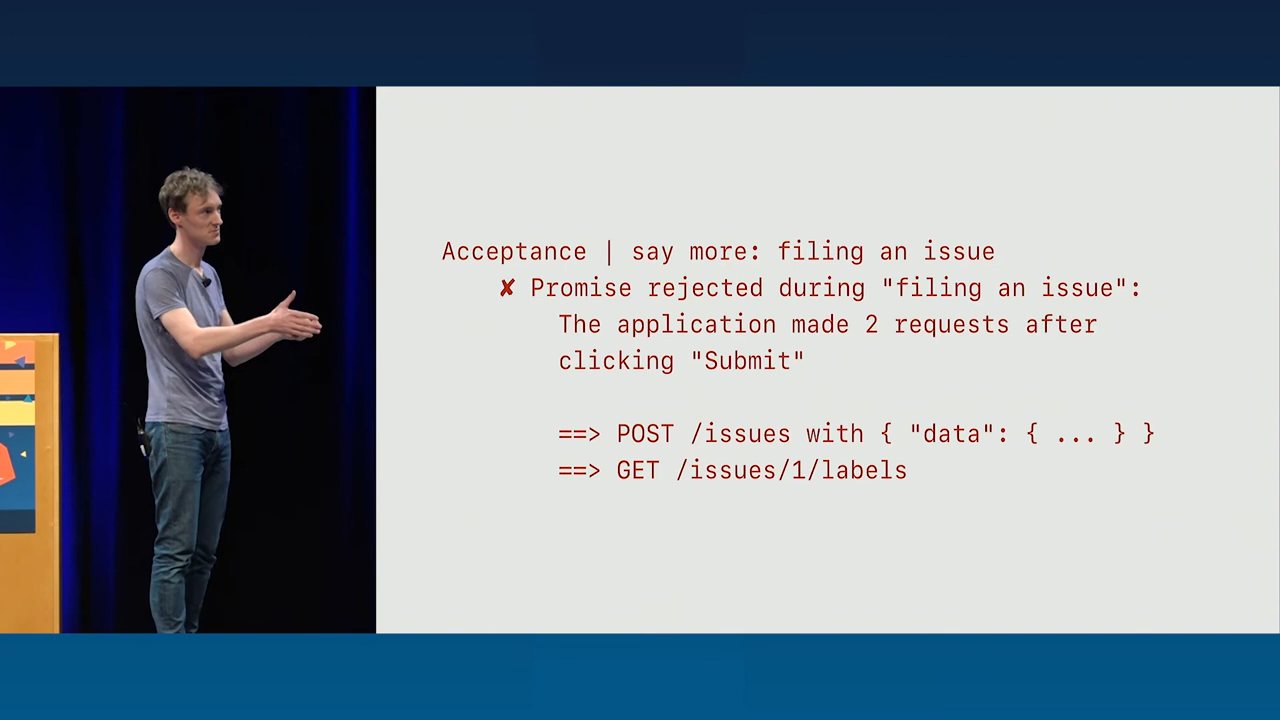 Acceptance | say more: filing an issue
✘ Promise rejected during "filing an issue":
The application made 2 requests after
clicking "Submit"
==> POST /issues with { "data": { ... } }
==> GET /issues/1/labels